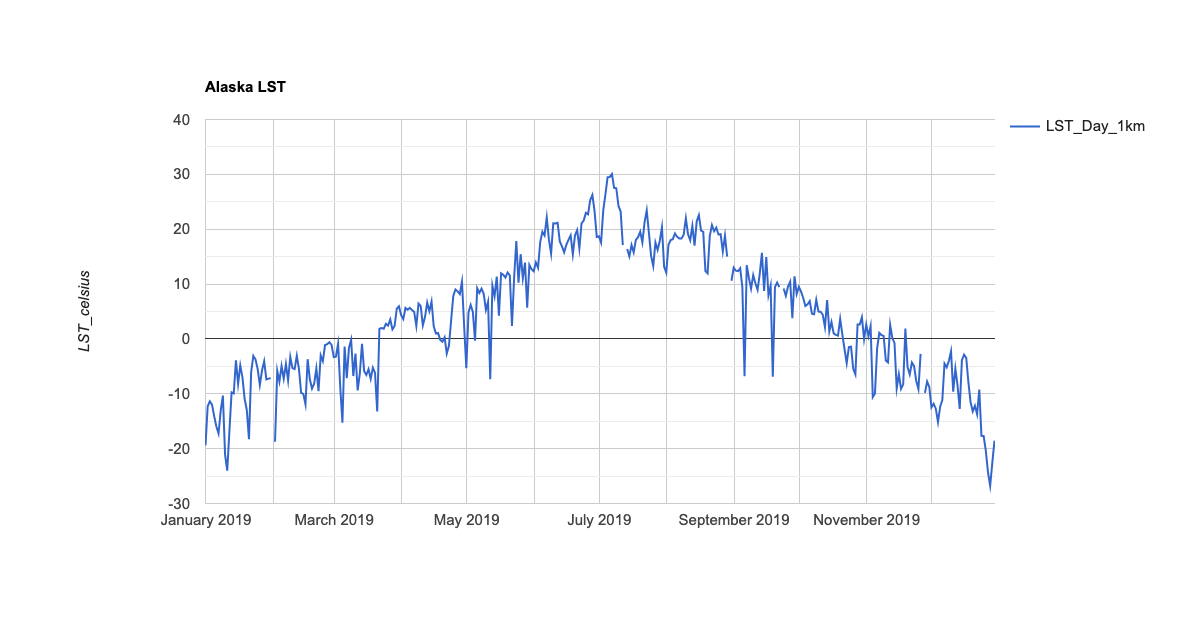 Alaska LST
40
30
20
10
0
-10
-20
-30
LST_celsius
January 2019
March 2019
May 2019
July 2019
September 2019
November 2019
LST_Day_1km